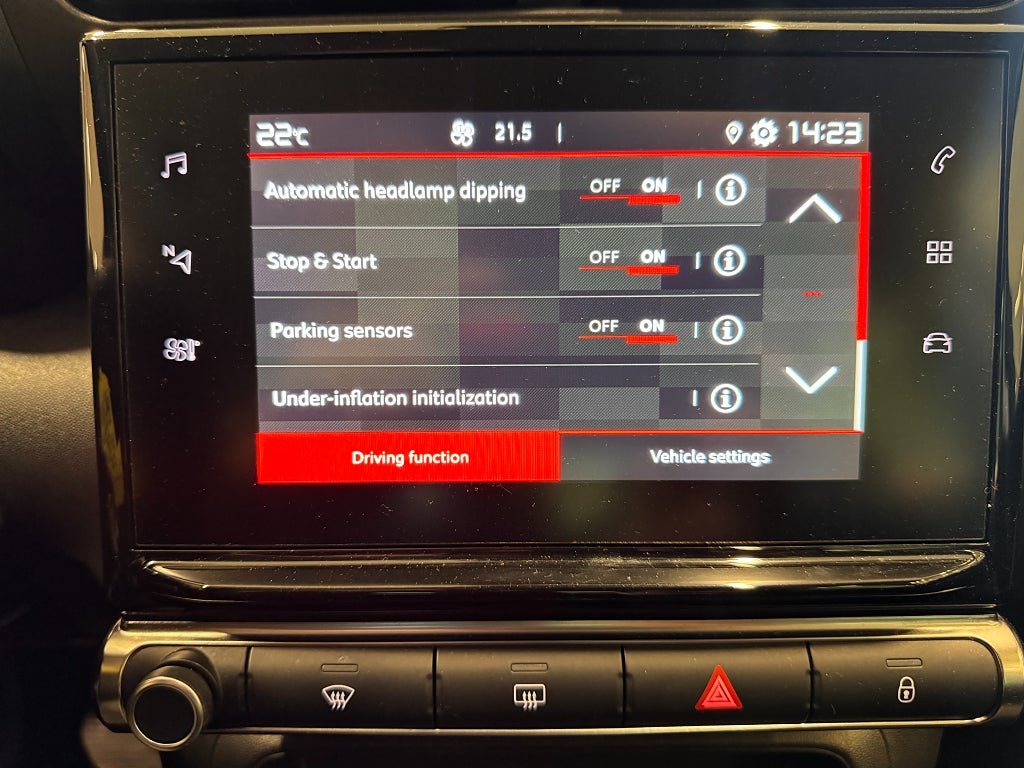 22°C 21.5 14:23
Automatic headlamp dipping OFF ON i
Stop & Start OFF ON i
Parking sensors OFF ON i
Under-inflation initialization i
Driving function Vehicle settings
N